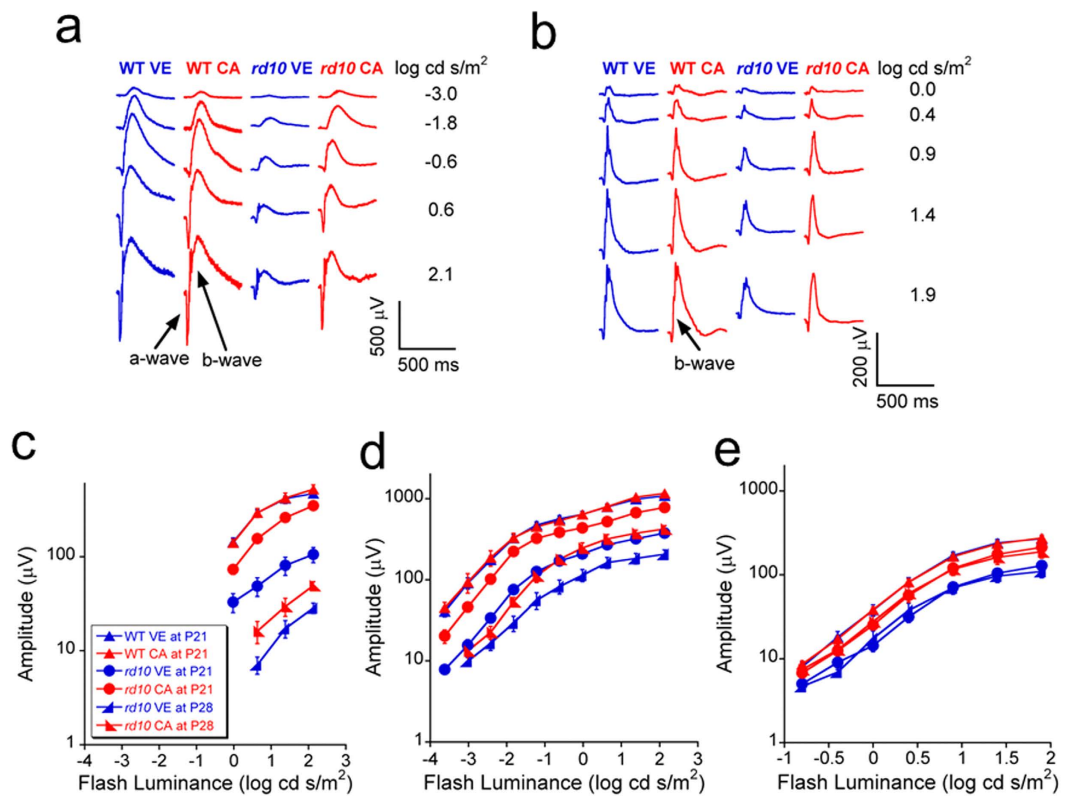 a
WT VE WT CA rd10 VE rd10 CA log cd s/m²
-3.0
-1.8
-0.6
0.6
2.1
a-wave
b-wave
500 µV
500 ms
b
WT VE WT CA rd10 VE rd10 CA log cd s/m²
0.0
0.4
0.9
1.4
1.9
b-wave
200 µV
500 ms
c
Amplitude (µV)
100
10
1
WT VE at P21
WT CA at P21
rd10 VE at P21
rd10 CA at P21
rd10 VE at P28
rd10 CA at P28
-4 -3 -2 -1 0 1 2 3
Flash Luminance (log cd s/m²)
d
Amplitude (µV)
1000
100
10
1
-4 -3 -2 -1 0 1 2 3
Flash Luminance (log cd s/m²)
e
Amplitude (µV)
1000
100
10
1
-1 -0.5 0 0.5 1 1.5 2
Flash Luminance (log cd s/m²)